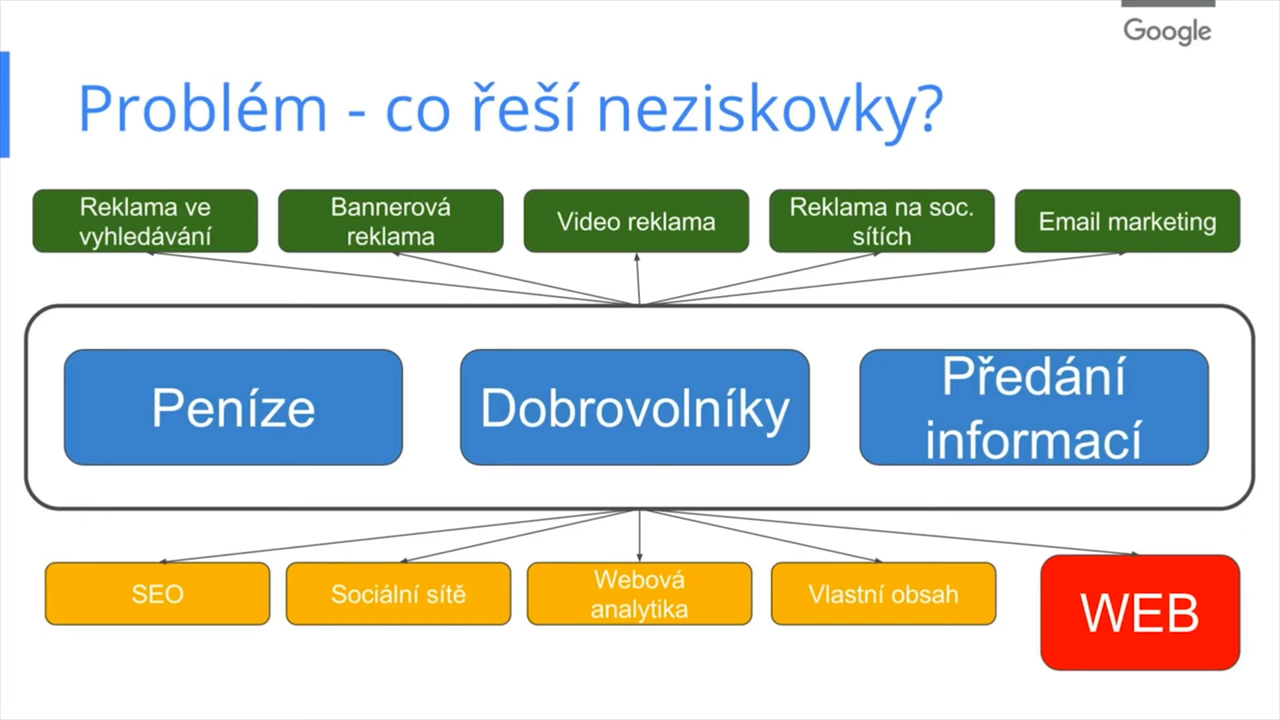 Google
Problém - co řeší neziskovky?
Reklama ve
vyhledávání
Bannerová
reklama
Video reklama
Reklama na soc.
sítích
Email marketing
Peníze
Dobrovolníky
Předání
informací
SEO
Sociální sítě
Webová
analytika
Vlastní obsah
WEB